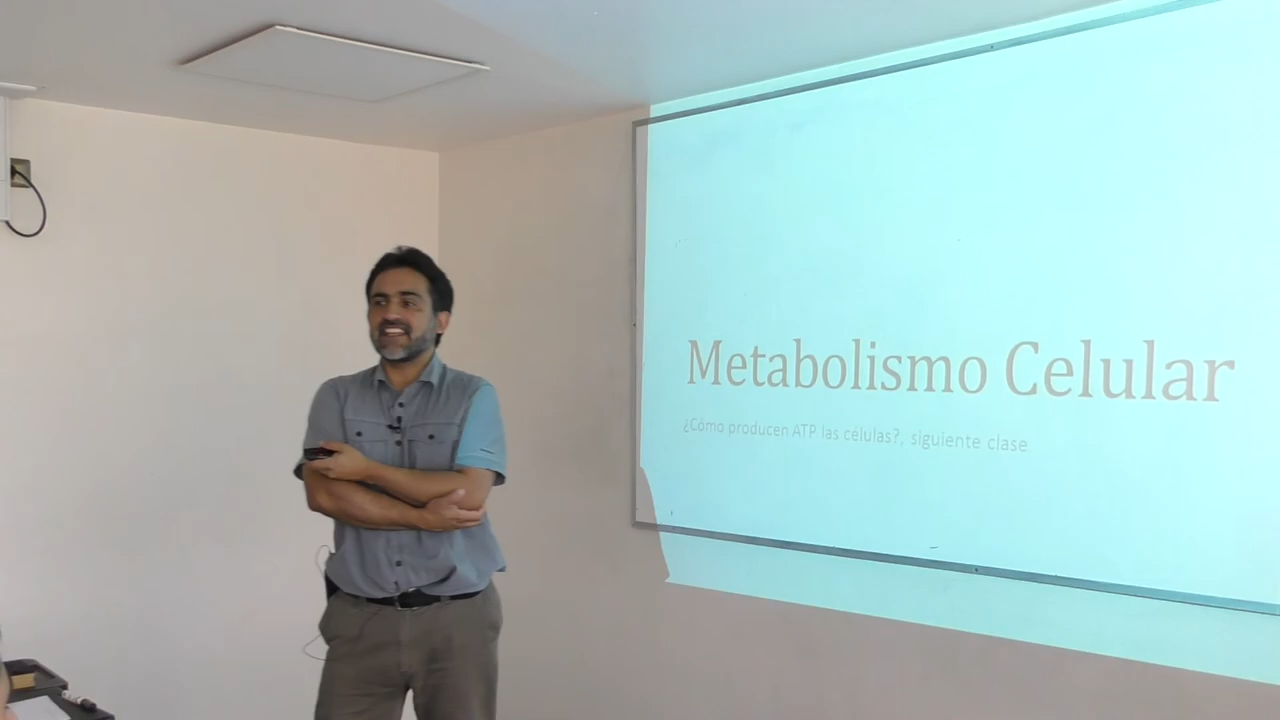 Metabolismo Celular
¿Cómo producen ATP las células?, siguiente clase